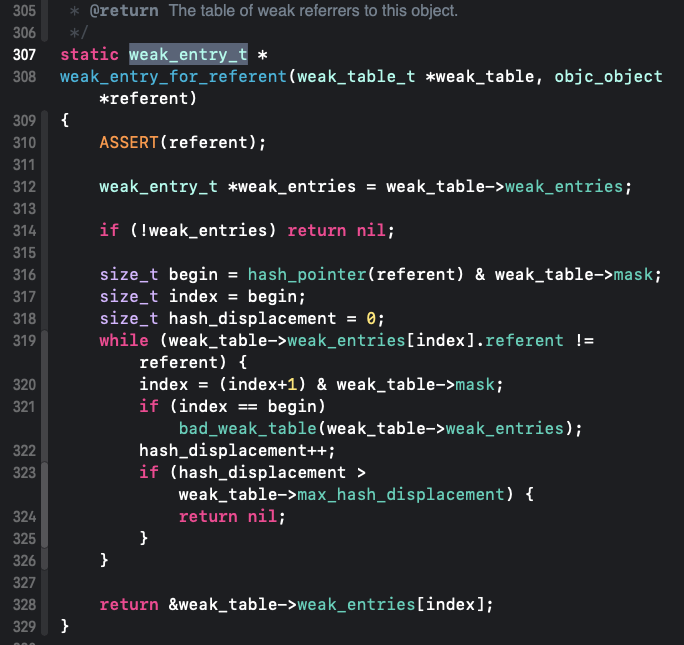 305 * @return The table of weak referrers to this object.
306 */
307 static weak_entry_t *
308 weak_entry_for_referent(weak_table_t *weak_table, objc_object
*referent)
309 {
310 ASSERT(referent);
311
312 weak_entry_t *weak_entries = weak_table->weak_entries;
313
314 if (!weak_entries) return nil;
315
316 size_t begin = hash_pointer(referent) & weak_table->mask;
317 size_t index = begin;
318 size_t hash_displacement = 0;
319 while (weak_table->weak_entries[index].referent !=
referent) {
320 index = (index+1) & weak_table->mask;
321 if (index == begin)
bad_weak_table(weak_table->weak_entries);
322 hash_displacement++;
323 if (hash_displacement >
weak_table->max_hash_displacement) {
324 return nil;
325 }
326 }
327
328 return &weak_table->weak_entries[index];
329 }